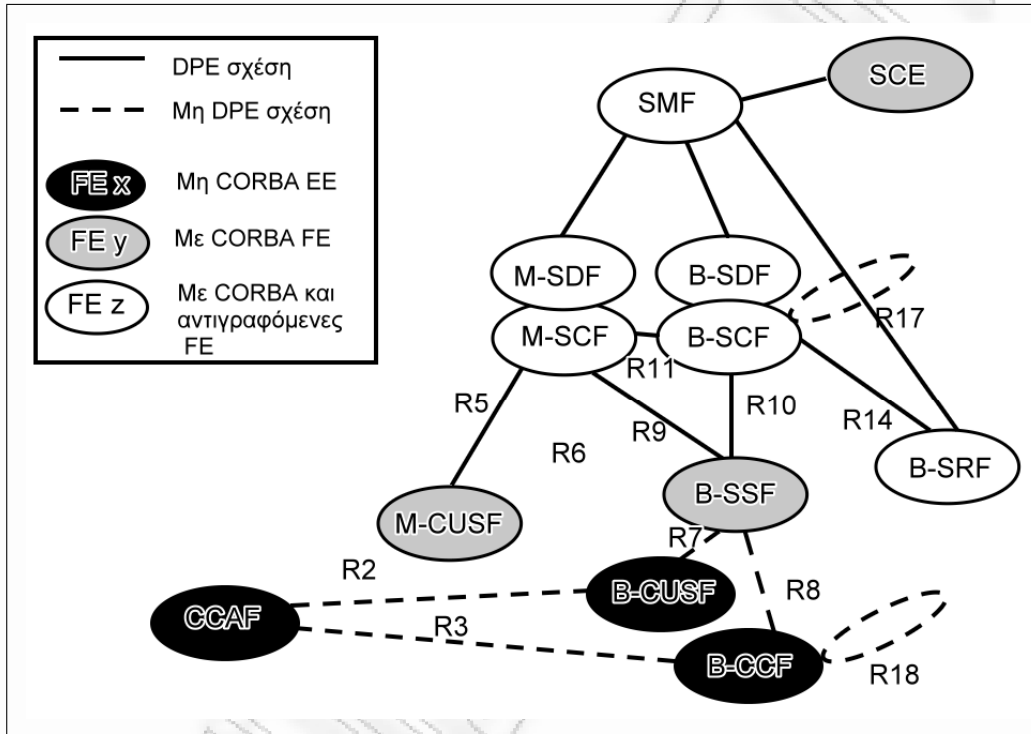 DPE σχέση
Μη DPE σχέση
FE x
Μη CORBA EE
FE y
Με CORBA FE
FE z
Με CORBA και
αντιγραφόμενες
FE
SCE
SMF
M-SDF
B-SDF
M-SCF
B-SCF
R17
R11
R5
R9
R10
R14
R6
B-SRF
M-CUSF
B-SSF
R7
R2
B-CUSF
R8
CCAF
R3
B-CCF
R18